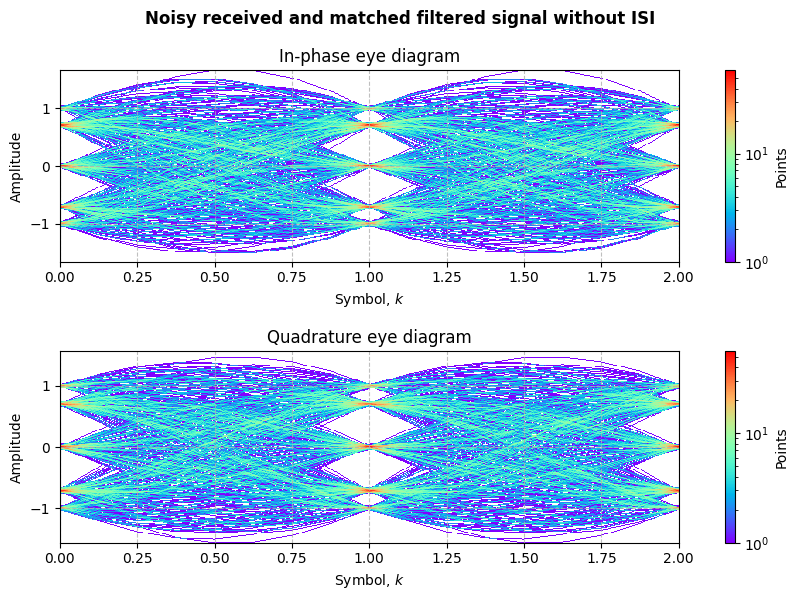 Noisy received and matched filtered signal without ISI
In-phase eye diagram
Amplitude
1
0
−1
0.00 0.25 0.50 0.75 1.00 1.25 1.50 1.75 2.00
Symbol, k
10¹
10⁰
Points
Quadrature eye diagram
Amplitude
1
0
−1
0.00 0.25 0.50 0.75 1.00 1.25 1.50 1.75 2.00
Symbol, k
10¹
10⁰
Points